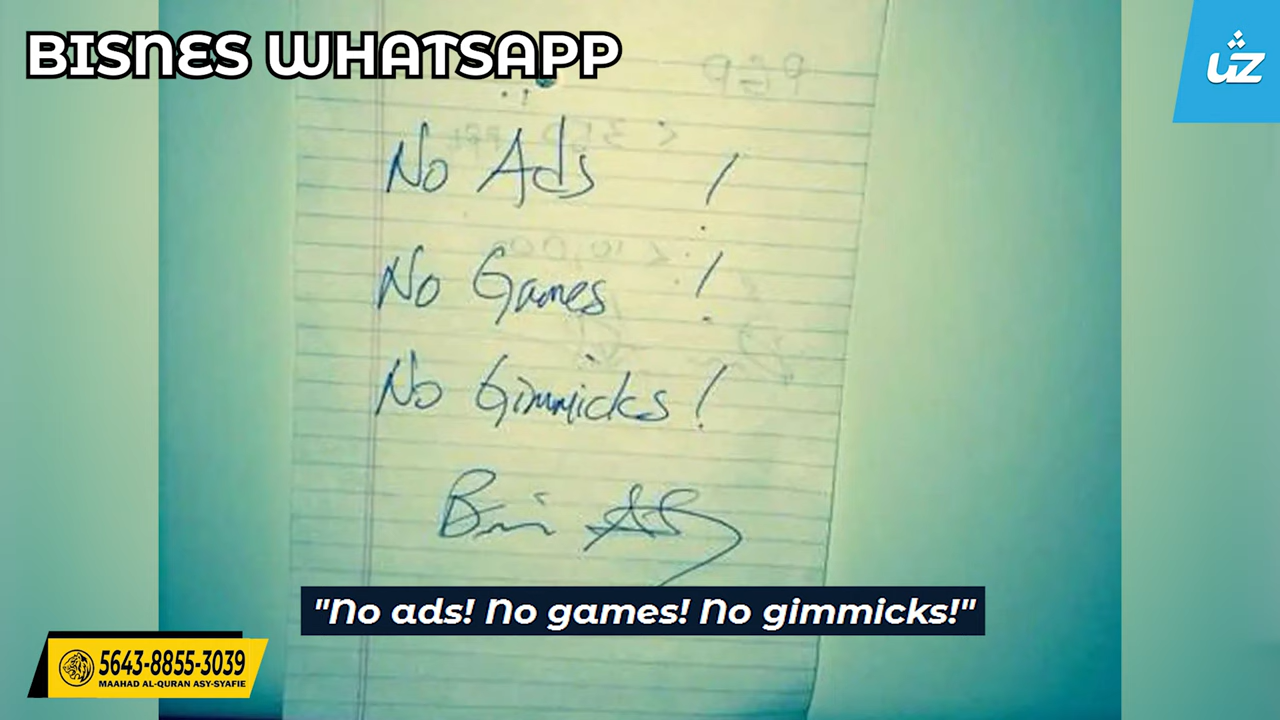 BISNES WHATSAPP
uz
No Ads !
No Games !
No Gimmicks !
"No ads! No games! No gimmicks!"
5643-8855-3039
MAAHAD AL-QURAN ASY-SYAFIE